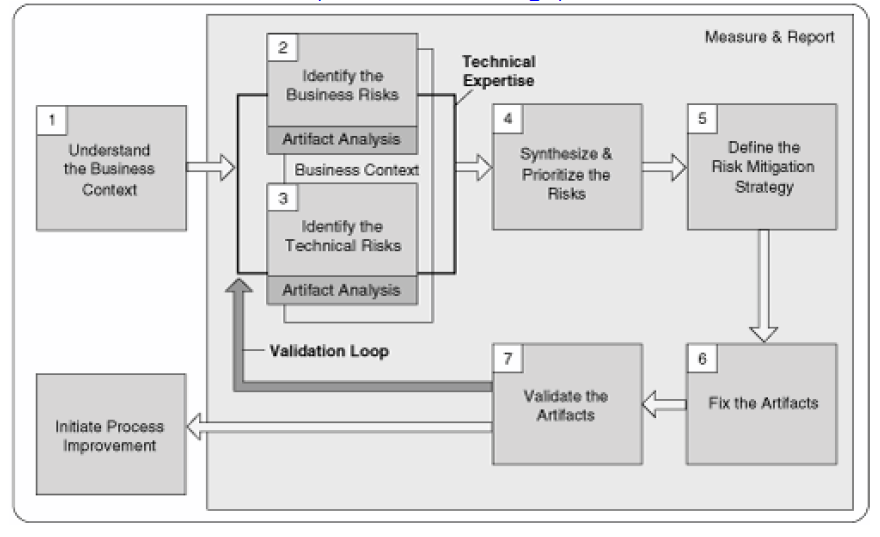 Measure & Report
1
Understand
the Business
Context
2
Identify the
Business Risks
Artifact Analysis
Business Context
3
Identify the
Technical Risks
Artifact Analysis
Technical
Expertise
4
Synthesize &
Prioritize the
Risks
5
Define the
Risk Mitigation
Strategy
Validation Loop
7
Validate the
Artifacts
6
Fix the Artifacts
Initiate Process
Improvement